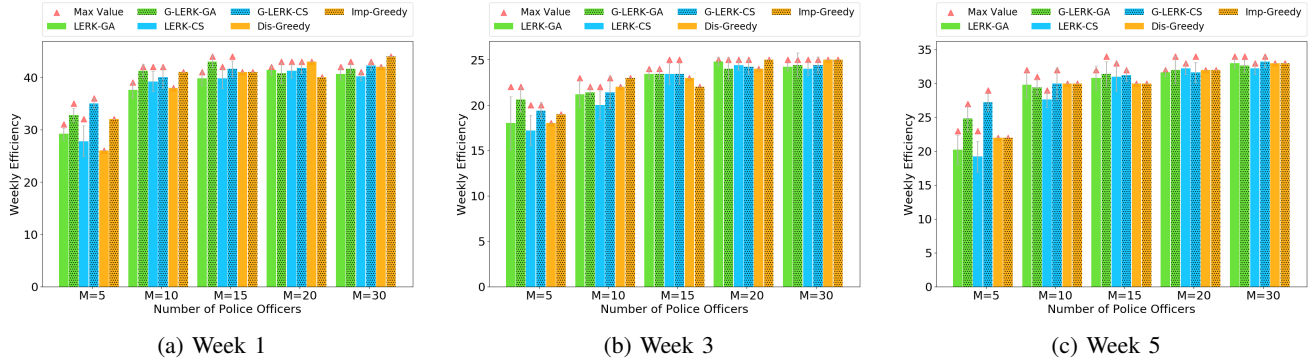 Max Value G-LERK-GA G-LERK-CS Imp-Greedy
LERK-GA LERK-CS Dis-Greedy
Weekly Efficiency
40
30
20
10
0
M=5 M=10 M=15 M=20 M=30
Number of Police Officers
(a) Week 1
Max Value G-LERK-GA G-LERK-CS Imp-Greedy
LERK-GA LERK-CS Dis-Greedy
Weekly Efficiency
25
20
15
10
5
0
M=5 M=10 M=15 M=20 M=30
Number of Police Officers
(b) Week 3
Max Value G-LERK-GA G-LERK-CS Imp-Greedy
LERK-GA LERK-CS Dis-Greedy
Weekly Efficiency
35
30
25
20
15
10
5
0
M=5 M=10 M=15 M=20 M=30
Number of Police Officers
(c) Week 5